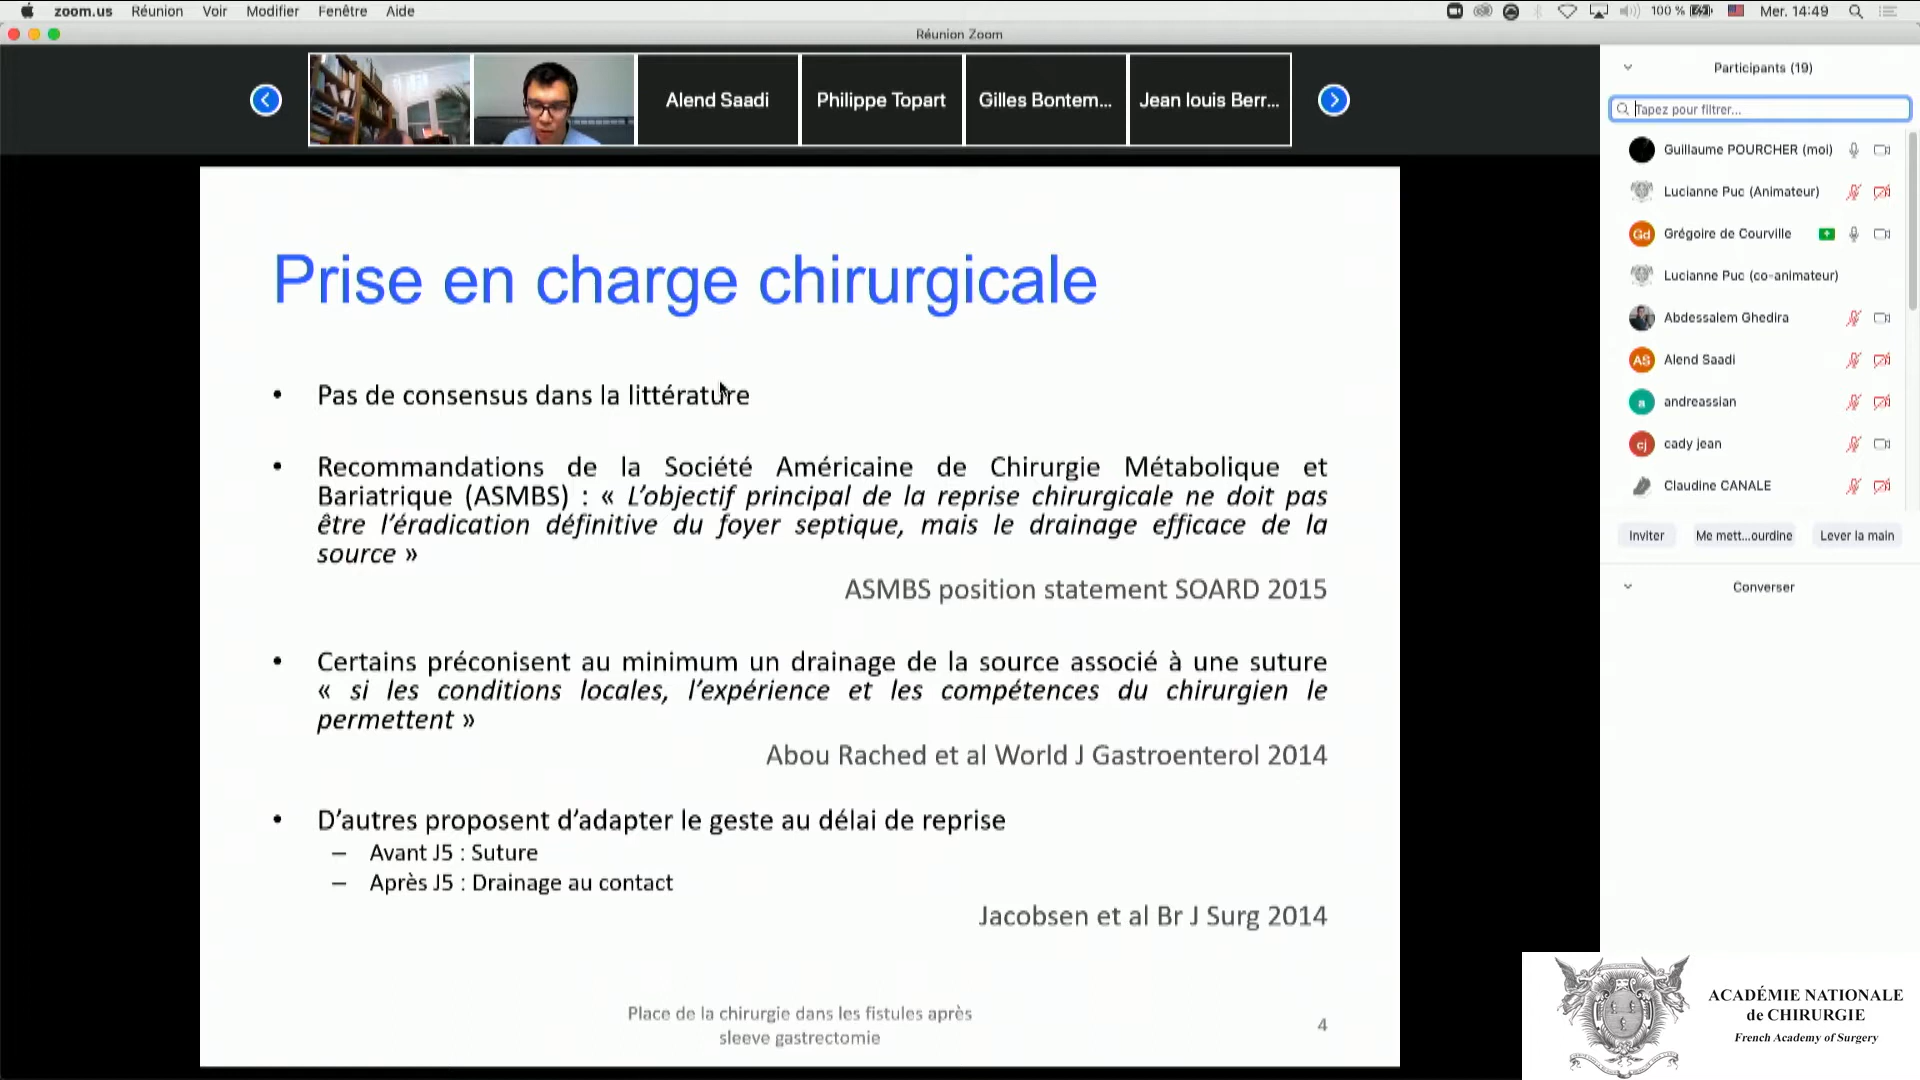 zoom.us Réunion Voir Modifier Fenêtre Aide
100 % Mer. 14:49
Réunion Zoom
Alend Saadi
Philippe Topart
Gilles Bontem...
Jean louis Berr...
Participants (19)
Tapez pour filtrer...
Guillaume POURCHER (moi)
Lucianne Puc (Animateur)
Gd Grégoire de Courville
Lucianne Puc (co-animateur)
Abdessalem Ghedira
AS Alend Saadi
a andreassian
cj cady jean
Claudine CANALE
Inviter
Me mett...ourdine
Lever la main
Converser
Prise en charge chirurgicale
• Pas de consensus dans la littérature
• Recommandations de la Société Américaine de Chirurgie Métabolique et
Bariatrique (ASMBS) : « L’objectif principal de la reprise chirurgicale ne doit pas
être l’éradication définitive du foyer septique, mais le drainage efficace de la
source »
ASMBS position statement SOARD 2015
• Certains préconisent au minimum un drainage de la source associé à une suture
« si les conditions locales, l’expérience et les compétences du chirurgien le
permettent »
Abou Rached et al World J Gastroenterol 2014
• D’autres proposent d’adapter le geste au délai de reprise
– Avant J5 : Suture
– Après J5 : Drainage au contact
Jacobsen et al Br J Surg 2014
Place de la chirurgie dans les fistules après
sleeve gastrectomie
4
ACADÉMIE NATIONALE
de CHIRURGIE
French Academy of Surgery